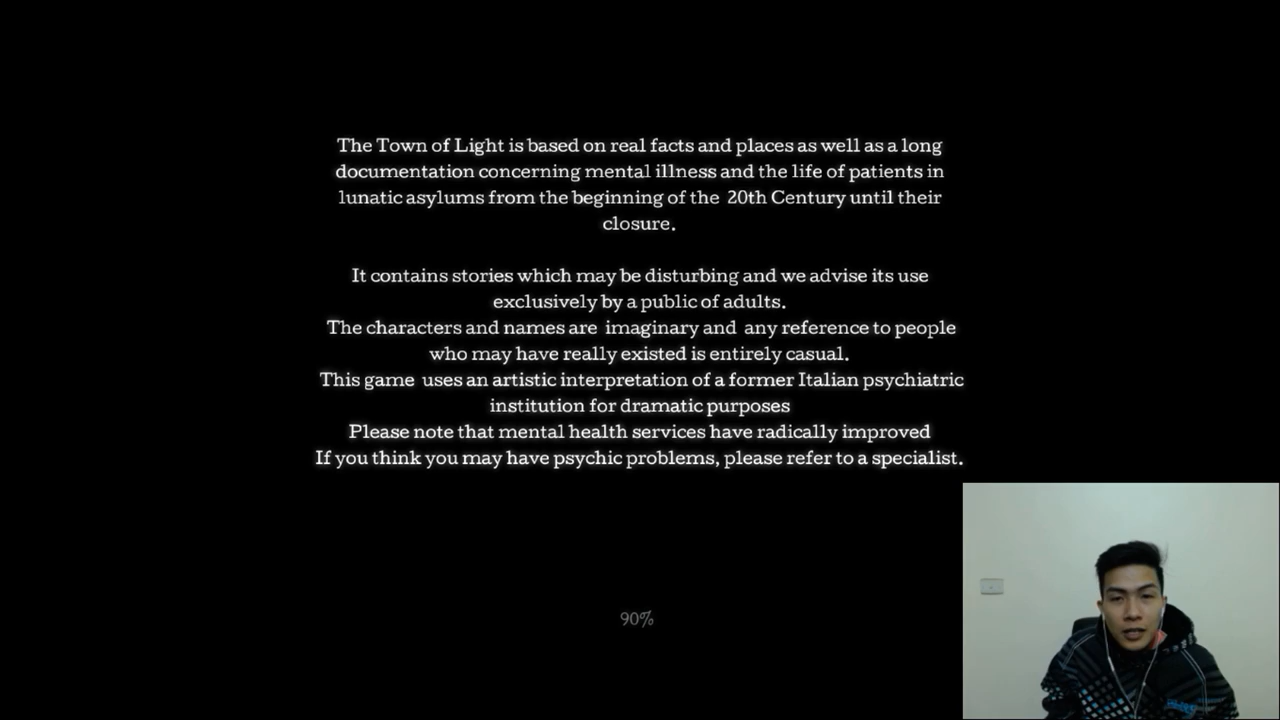 The Town of Light is based on real facts and places as well as a long
documentation concerning mental illness and the life of patients in
lunatic asylums from the beginning of the 20th Century until their
closure.
It contains stories which may be disturbing and we advise its use
exclusively by a public of adults.
The characters and names are imaginary and any reference to people
who may have really existed is entirely casual.
This game uses an artistic interpretation of a former Italian psychiatric
institution for dramatic purposes
Please note that mental health services have radically improved
If you think you may have psychic problems, please refer to a specialist.
90%